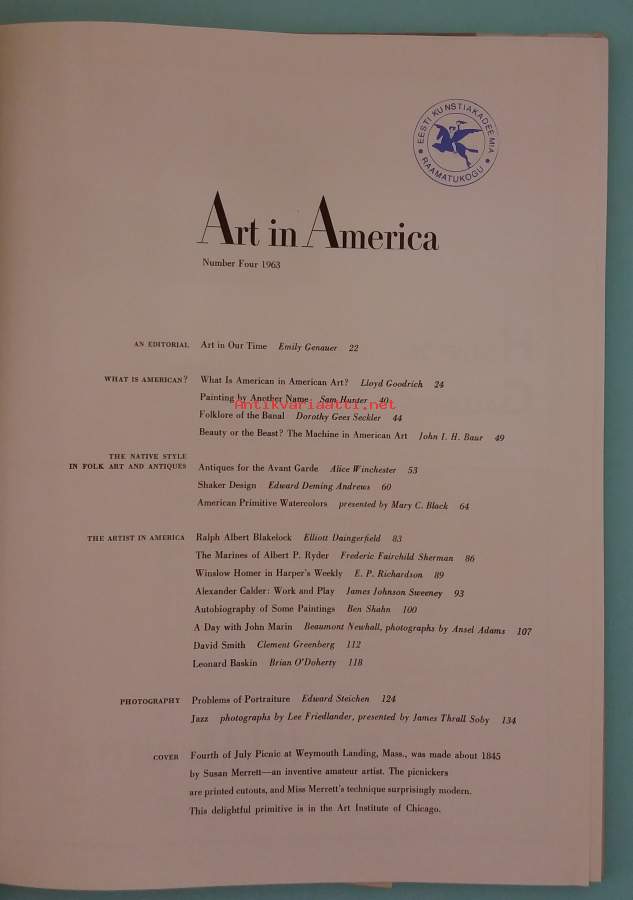 EESTI KUNSTIAKADEEMIA
RAAMATUKOGU
Art in America
Number Four 1963
AN EDITORIAL Art in Our Time Emily Genauer 22
WHAT IS AMERICAN? What Is American in American Art? Lloyd Goodrich 24
Painting by Another Name Sam Hunter 40
Antikvariaatti.net
Folklore of the Banal Dorothy Gees Seckler 44
Beauty or the Beast? The Machine in American Art John I. H. Baur 49
THE NATIVE STYLE
IN FOLK ART AND ANTIQUES Antiques for the Avant Garde Alice Winchester 53
Shaker Design Edward Deming Andrews 60
American Primitive Watercolors presented by Mary C. Black 64
THE ARTIST IN AMERICA Ralph Albert Blakelock Elliott Daingerfield 83
The Marines of Albert P. Ryder Frederic Fairchild Sherman 86
Winslow Homer in Harper's Weekly E. P. Richardson 89
Alexander Calder: Work and Play James Johnson Sweeney 93
Autobiography of Some Paintings Ben Shahn 100
A Day with John Marin Beaumont Newhall, photographs by Ansel Adams 107
David Smith Clement Greenberg 112
Leonard Baskin Brian O'Doherty 118
PHOTOGRAPHY Problems of Portraiture Edward Steichen 124
Jazz photographs by Lee Friedlander, presented by James Thrall Soby 134
COVER Fourth of July Picnic at Weymouth Landing, Mass., was made about 1845
by Susan Merrett—an inventive amateur artist. The picnickers
are printed cutouts, and Miss Merrett's technique surprisingly modern.
This delightful primitive is in the Art Institute of Chicago.